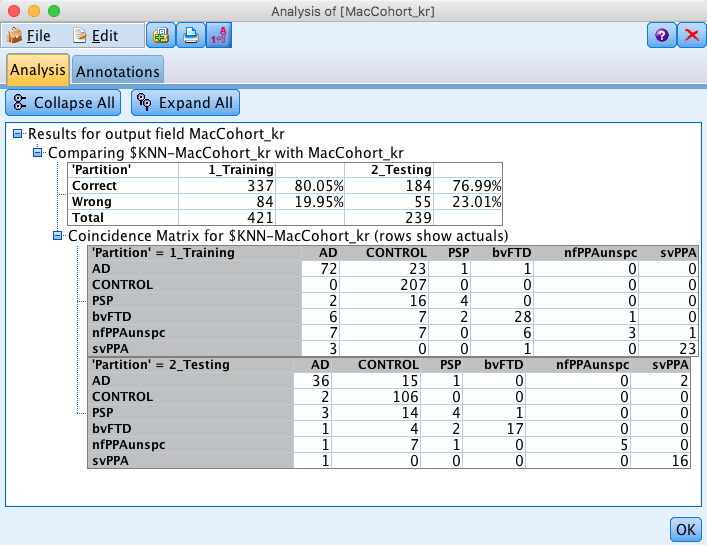 Analysis of [MacCohort_kr]
File Edit
Analysis Annotations
Collapse All Expand All
Results for output field MacCohort_kr
Comparing $KNN-MacCohort_kr with MacCohort_kr
'Partition' 1_Training 2_Testing
Correct 337 80.05% 184 76.99%
Wrong 84 19.95% 55 23.01%
Total 421 239
Coincidence Matrix for $KNN-MacCohort_kr (rows show actuals)
'Partition' = 1_Training AD CONTROL PSP bvFTD nfPPAunspc svPPA
AD 72 23 1 1 0 0
CONTROL 0 207 0 0 0 0
PSP 2 16 4 0 0 0
bvFTD 6 7 2 28 1 0
nfPPAunspc 7 7 0 6 3 1
svPPA 3 0 0 1 0 23
'Partition' = 2_Testing AD CONTROL PSP bvFTD nfPPAunspc svPPA
AD 36 15 1 0 0 2
CONTROL 2 106 0 0 0 0
PSP 3 14 4 1 0 0
bvFTD 1 4 2 17 0 0
nfPPAunspc 1 7 1 0 5 0
svPPA 1 0 0 0 0 16
OK